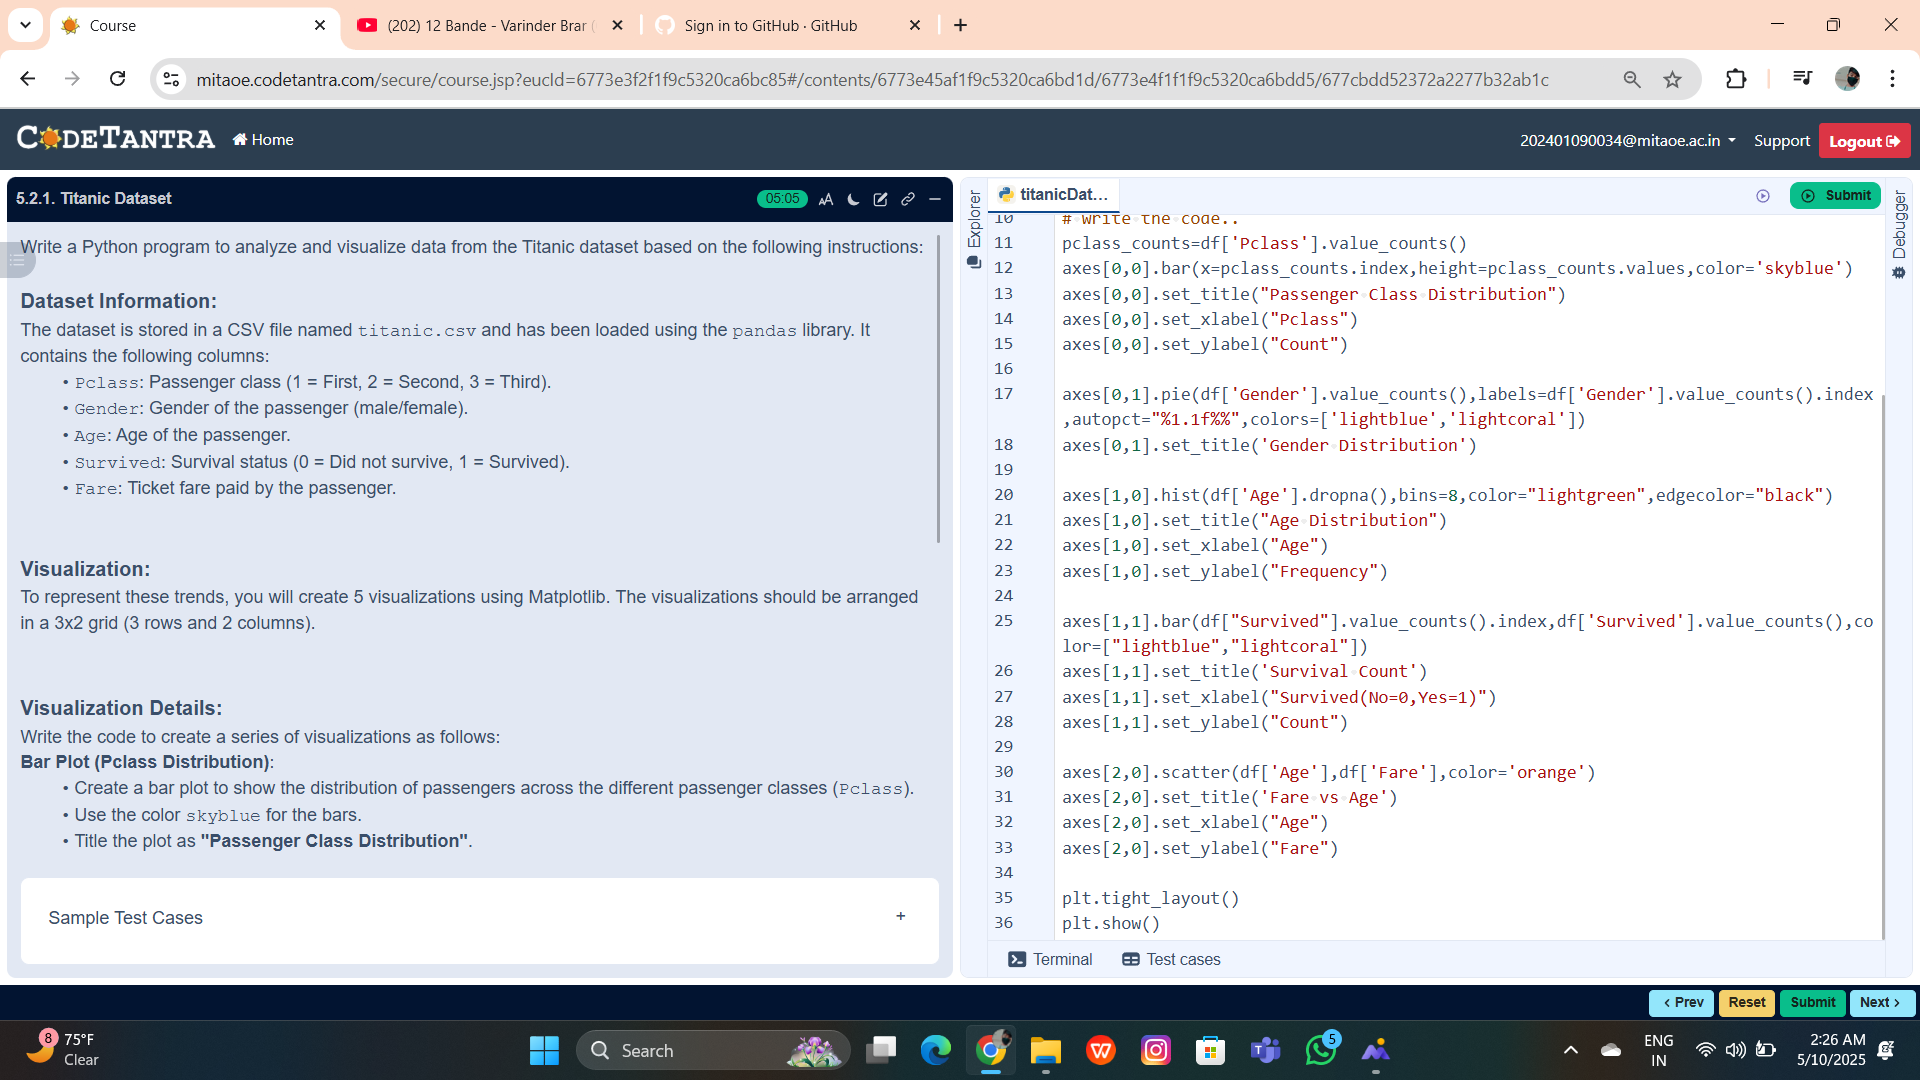 Course
(202) 12 Bande - Varinder Brar (
Sign in to GitHub · GitHub
mitaoe.codetantra.com/secure/course.jsp?eucId=6773e3f2f1f9c5320ca6bc85#/contents/6773e45af1f9c5320ca6bd1d/6773e4f1f1f9c5320ca6bdd5/677cbdd52372a2277b32ab1c
CODETANTRA
Home
202401090034@mitaoe.ac.in
Support
Logout
5.2.1. Titanic Dataset
05:05
Write a Python program to analyze and visualize data from the Titanic dataset based on the following instructions:
Dataset Information:
The dataset is stored in a CSV file named titanic.csv and has been loaded using the pandas library. It
contains the following columns:
• Pclass: Passenger class (1 = First, 2 = Second, 3 = Third).
• Gender: Gender of the passenger (male/female).
• Age: Age of the passenger.
• Survived: Survival status (0 = Did not survive, 1 = Survived).
• Fare: Ticket fare paid by the passenger.
Visualization:
To represent these trends, you will create 5 visualizations using Matplotlib. The visualizations should be arranged
in a 3x2 grid (3 rows and 2 columns).
Visualization Details:
Write the code to create a series of visualizations as follows:
Bar Plot (Pclass Distribution):
• Create a bar plot to show the distribution of passengers across the different passenger classes (Pclass).
• Use the color skyblue for the bars.
• Title the plot as "Passenger Class Distribution".
Sample Test Cases
+
Explorer
titanicDat...
Submit
Debugger
10 # write the code..
11 pclass_counts=df['Pclass'].value_counts()
12 axes[0,0].bar(x=pclass_counts.index,height=pclass_counts.values,color='skyblue')
13 axes[0,0].set_title("Passenger Class Distribution")
14 axes[0,0].set_xlabel("Pclass")
15 axes[0,0].set_ylabel("Count")
16
17 axes[0,1].pie(df['Gender'].value_counts(),labels=df['Gender'].value_counts().index
,autopct="%1.1f%%",colors=['lightblue','lightcoral'])
18 axes[0,1].set_title('Gender Distribution')
19
20 axes[1,0].hist(df['Age'].dropna(),bins=8,color="lightgreen",edgecolor="black")
21 axes[1,0].set_title("Age Distribution")
22 axes[1,0].set_xlabel("Age")
23 axes[1,0].set_ylabel("Frequency")
24
25 axes[1,1].bar(df["Survived"].value_counts().index,df['Survived'].value_counts(),co
lor=["lightblue","lightcoral"])
26 axes[1,1].set_title('Survival Count')
27 axes[1,1].set_xlabel("Survived(No=0,Yes=1)")
28 axes[1,1].set_ylabel("Count")
29
30 axes[2,0].scatter(df['Age'],df['Fare'],color='orange')
31 axes[2,0].set_title('Fare vs Age')
32 axes[2,0].set_xlabel("Age")
33 axes[2,0].set_ylabel("Fare")
34
35 plt.tight_layout()
36 plt.show()
Terminal
Test cases
< Prev
Reset
Submit
Next >
8
75°F
Clear
Search
5
ENG
IN
2:26 AM
5/10/2025